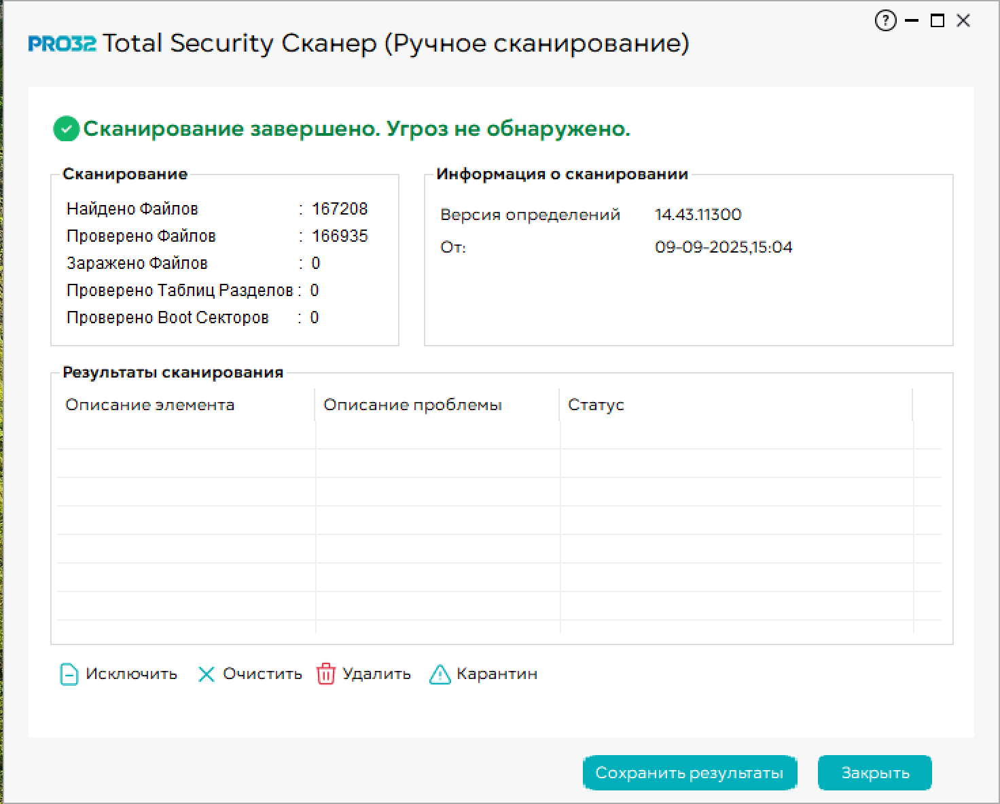 PRO32 Total Security Сканер (Ручное сканирование)
Сканирование завершено. Угроз не обнаружено.
Сканирование
Найдено Файлов : 167208
Проверено Файлов : 166935
Заражено Файлов : 0
Проверено Таблиц Разделов : 0
Проверено Boot Секторов : 0
Информация о сканировании
Версия определений 14.43.11300
От: 09-09-2025,15:04
Результаты сканирования
Описание элемента Описание проблемы Статус
Исключить Очистить Удалить Карантин
Сохранить результаты Закрыть